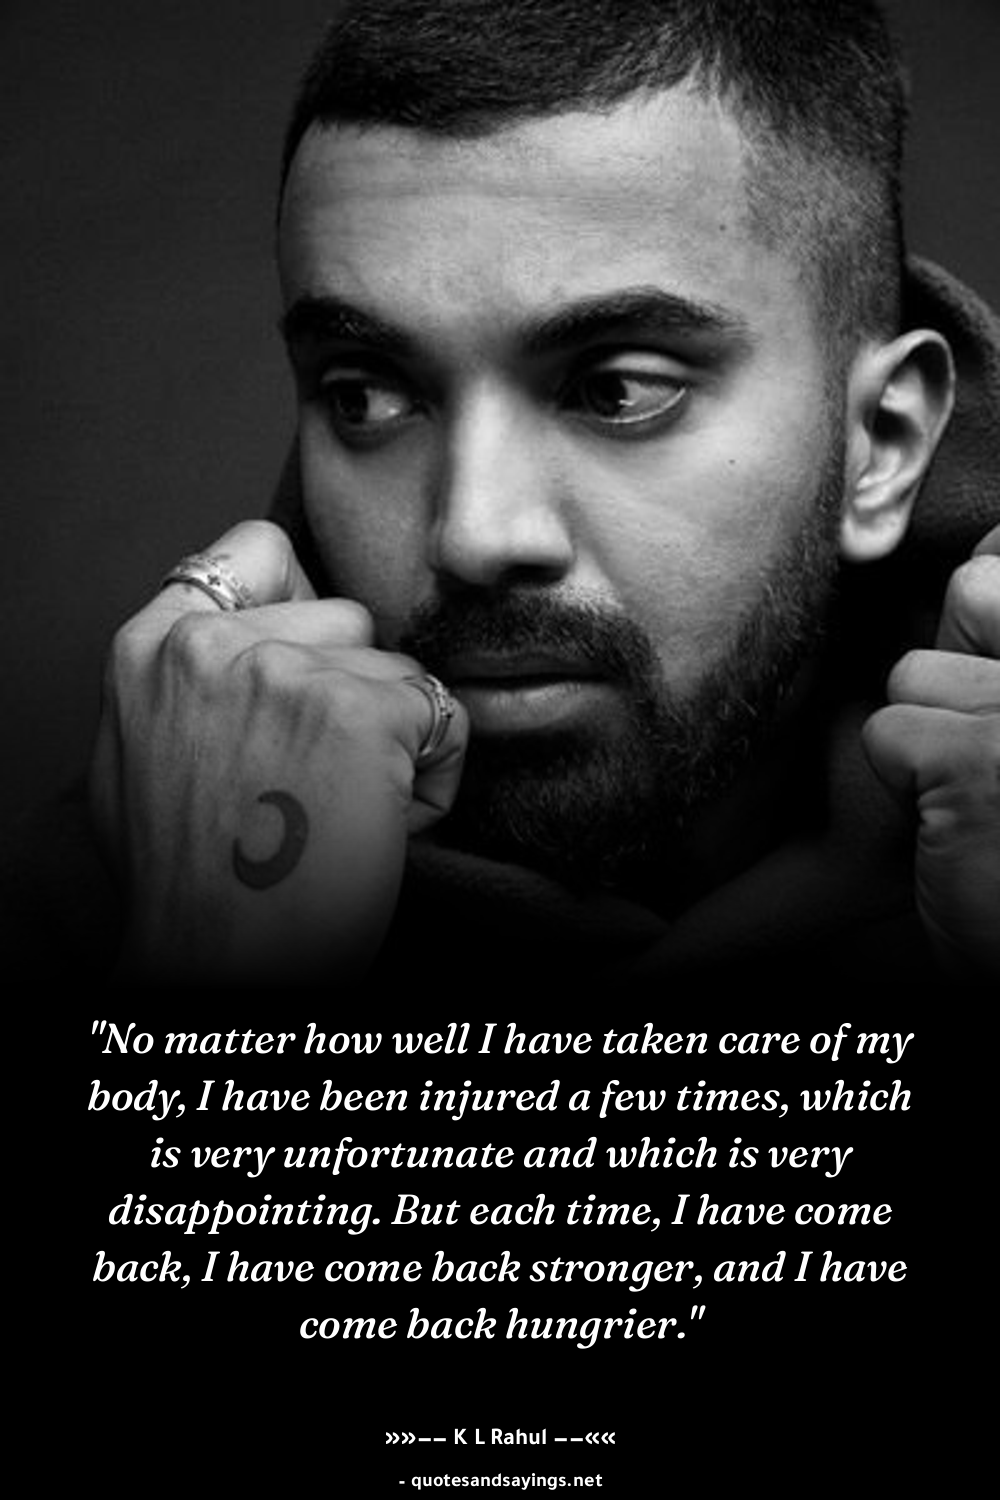 "No matter how well I have taken care of my
body, I have been injured a few times, which
is very unfortunate and which is very
disappointing. But each time, I have come
back, I have come back stronger, and I have
come back hungrier."
»»–– K L Rahul ––««
- quotesandsayings.net